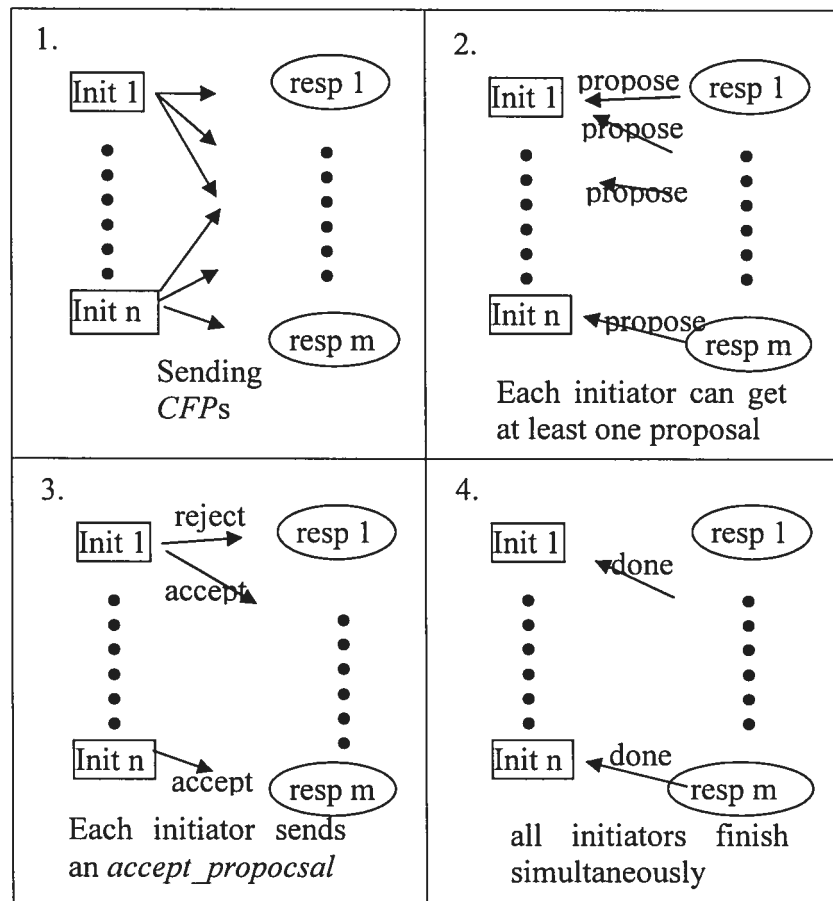 1.
Init 1
resp 1
Init n
resp m
Sending
CFPs
2.
Init 1
propose
resp 1
propose
propose
Init n
propose
resp m
Each initiator can get
at least one proposal
3.
Init 1
reject
resp 1
accept
Init n
accept
resp m
Each initiator sends
an accept_propocsal
4.
Init 1
resp 1
done
Init n
done
resp m
all initiators finish
simultaneously